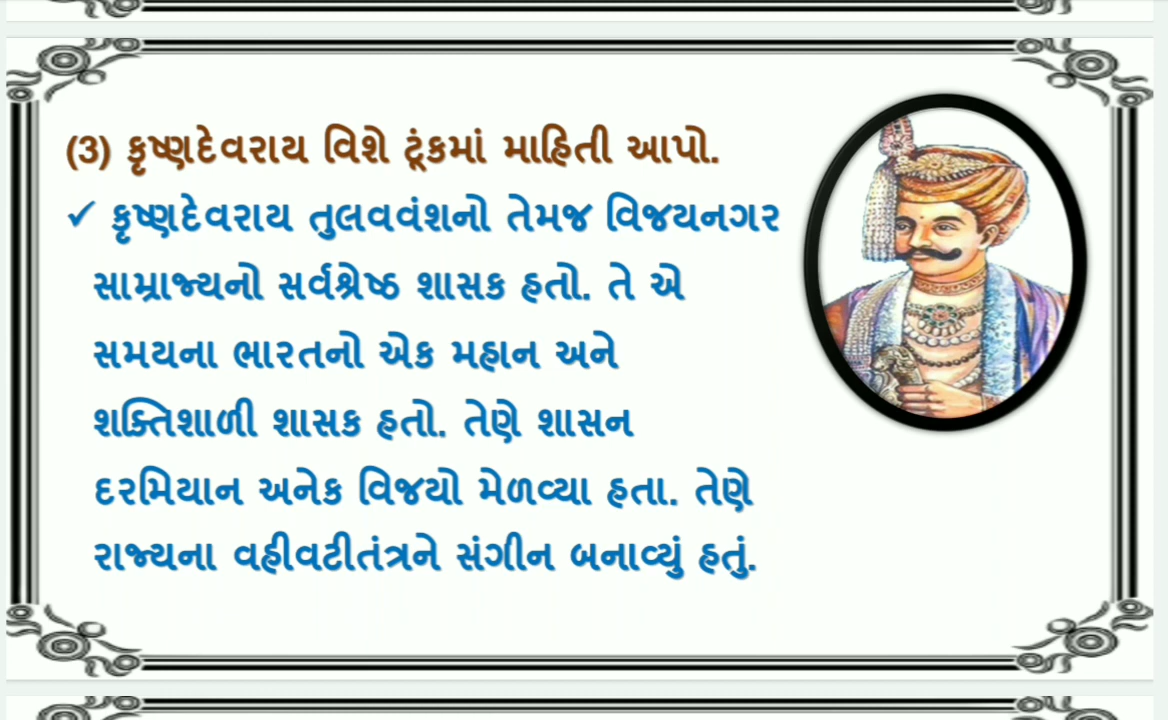 (3) કૃષ્ણદેવરાય વિશે ટૂંકમાં માહિતી આપો.
✓ કૃષ્ણદેવરાય તુલવવંશનો તેમજ વિજયનગર
સામ્રાજ્યનો સર્વશ્રેષ્ઠ શાસક હતો. તે એ
સમયના ભારતનો એક મહાન અને
શક્તિશાળી શાસક હતો. તેણે શાસન
દરમિયાન અનેક વિજયો મેળવ્યા હતા. તેણે
રાજ્યના વહીવટીતંત્રને સંગીન બનાવ્યું હતું.